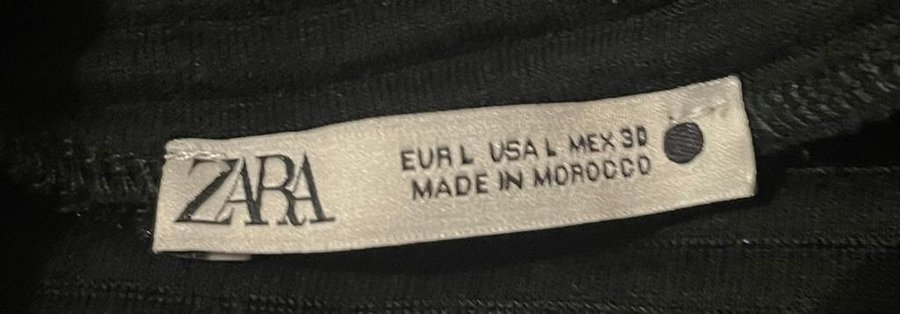 ZARA
EUR L USA L MEX 30
MADE IN MOROCCO